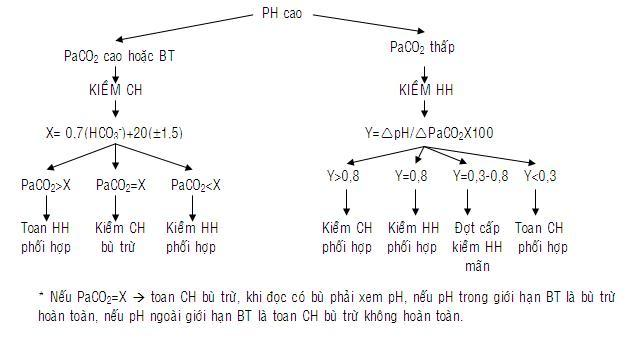 PH cao
PaCO2 cao hoặc BT
PaCO2 thấp
KIỀM CH
KIỀM HH
X= 0.7(HCO3-)+20(±1.5)
Y=△pH/△PaCO2X100
PaCO2>X PaCO2=X PaCO2<X
Y>0,8 Y=0,8 Y=0,3-0,8 Y<0,3
Toan HH phối hợp
Kiềm CH bù trừ
Kiềm HH phối hợp
Kiềm CH phối hợp
Kiềm HH phối hợp
Đợt cấp kiềm HH mãn
Toan CH phối hợp
* Nếu PaCO2=X → toan CH bù trừ, khi đọc có bù phải xem pH, nếu pH trong giới hạn BT là bù trừ
hoàn toàn, nếu pH ngoài giới hạn BT là toan CH bù trừ không hoàn toàn.